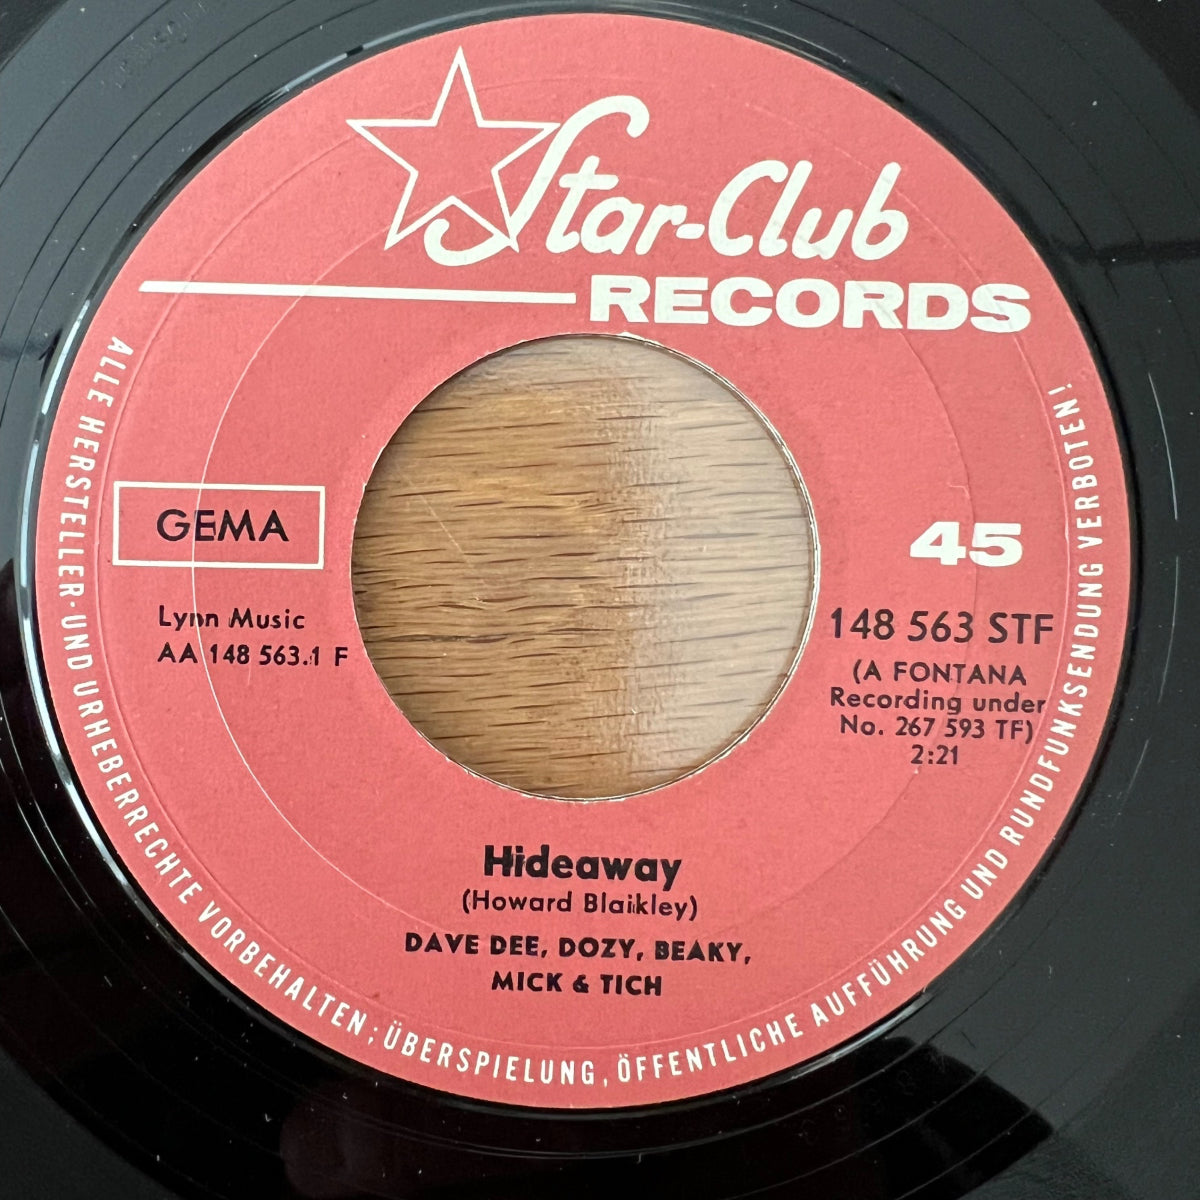 Star-Club
RECORDS
GEMA
45
Lynn Music
AA 148 563.1 F
148 563 STF
(A FONTANA
Recording under
No. 267 593 TF)
2:21
Hideaway
(Howard Blaikley)
DAVE DEE, DOZY, BEAKY,
MICK & TICH
ALLE HERSTELLER- UND URHEBERRECHTE VORBEHALTEN; ÜBERSPIELUNG, ÖFFENTLICHE AUFFÜHRUNG UND RUNDFUNKSENDUNG VERBOTEN!